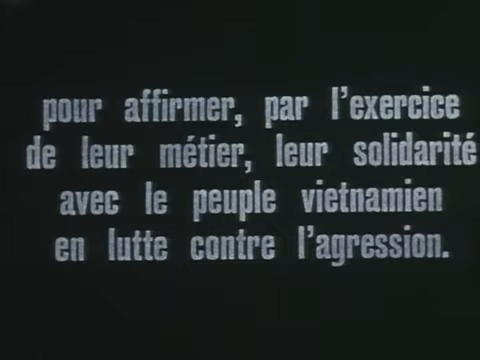 pour affirmer, par l'exercice
de leur métier, leur solidarité
avec le peuple vietnamien
en lutte contre l'agression.